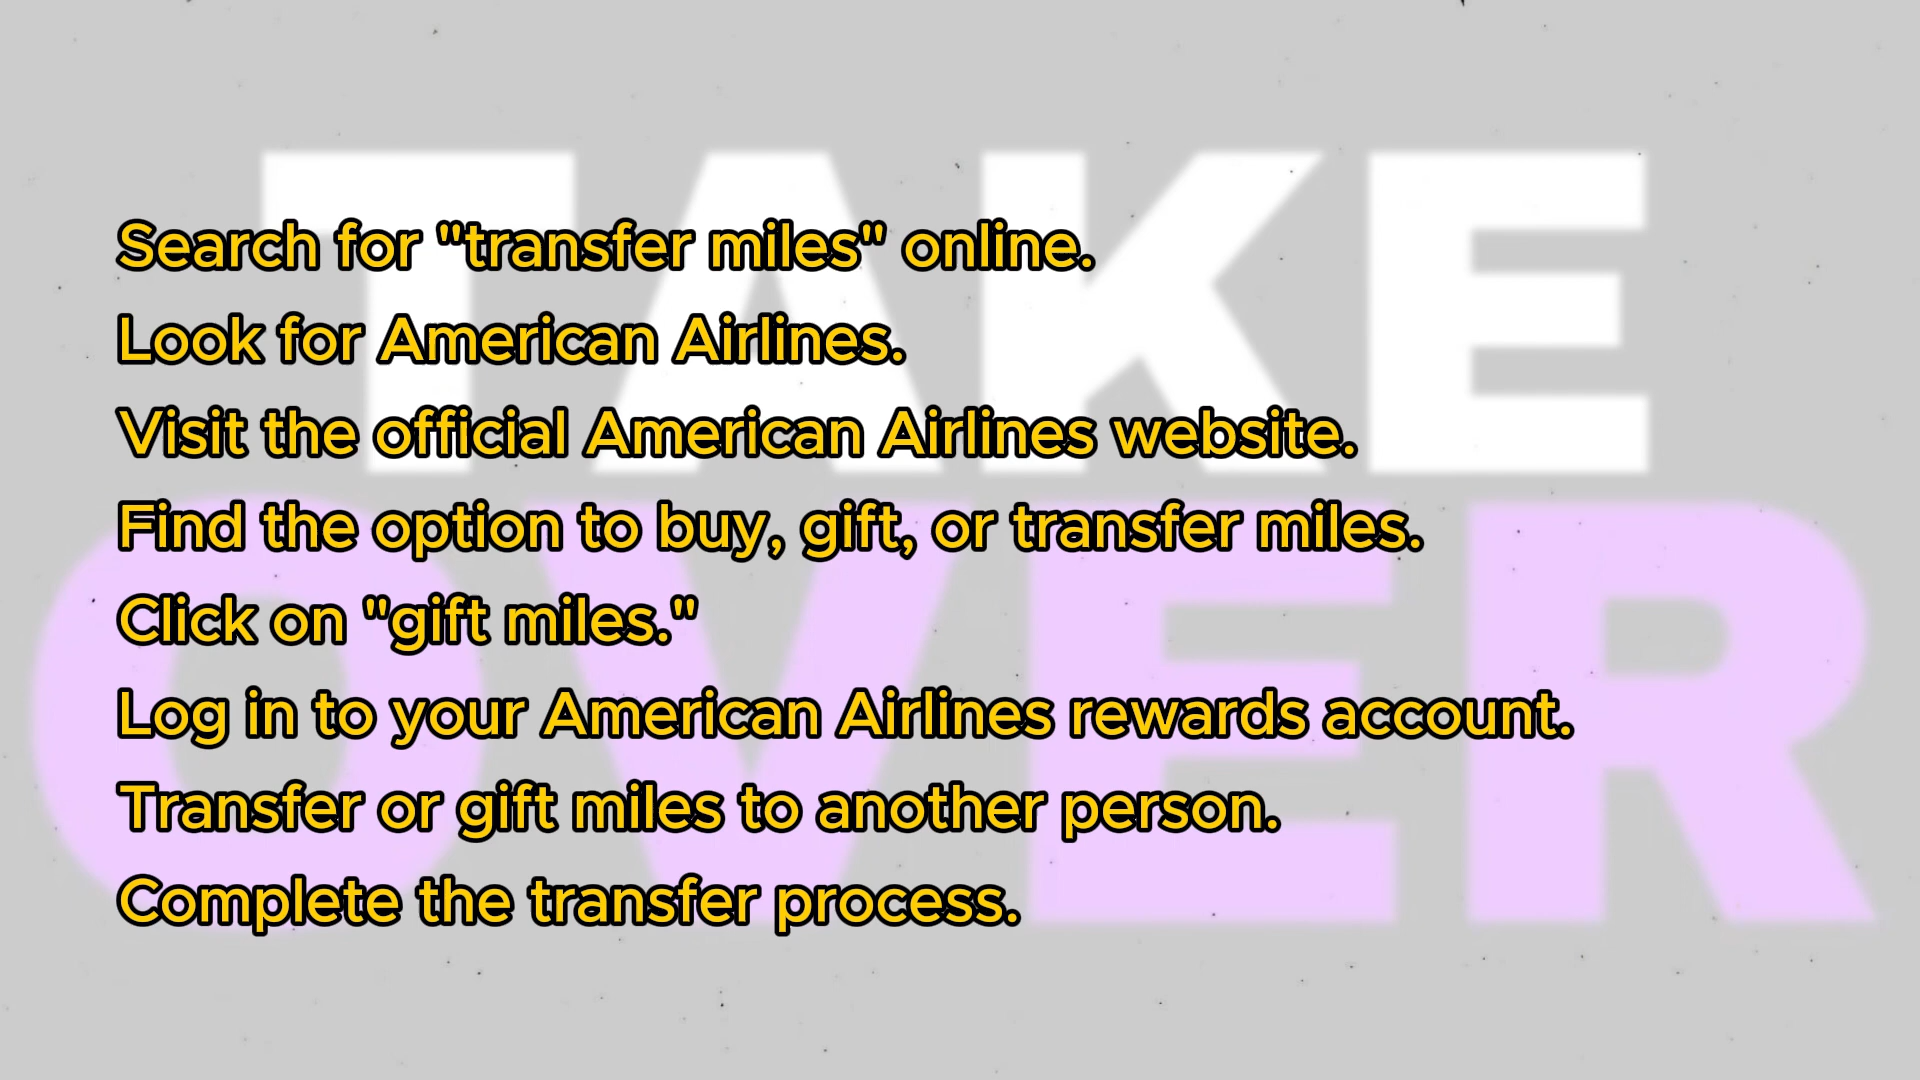 TAKE
OVER
Search for "transfer miles" online.
Look for American Airlines.
Visit the official American Airlines website.
Find the option to buy, gift, or transfer miles.
Click on "gift miles."
Log in to your American Airlines rewards account.
Transfer or gift miles to another person.
Complete the transfer process.